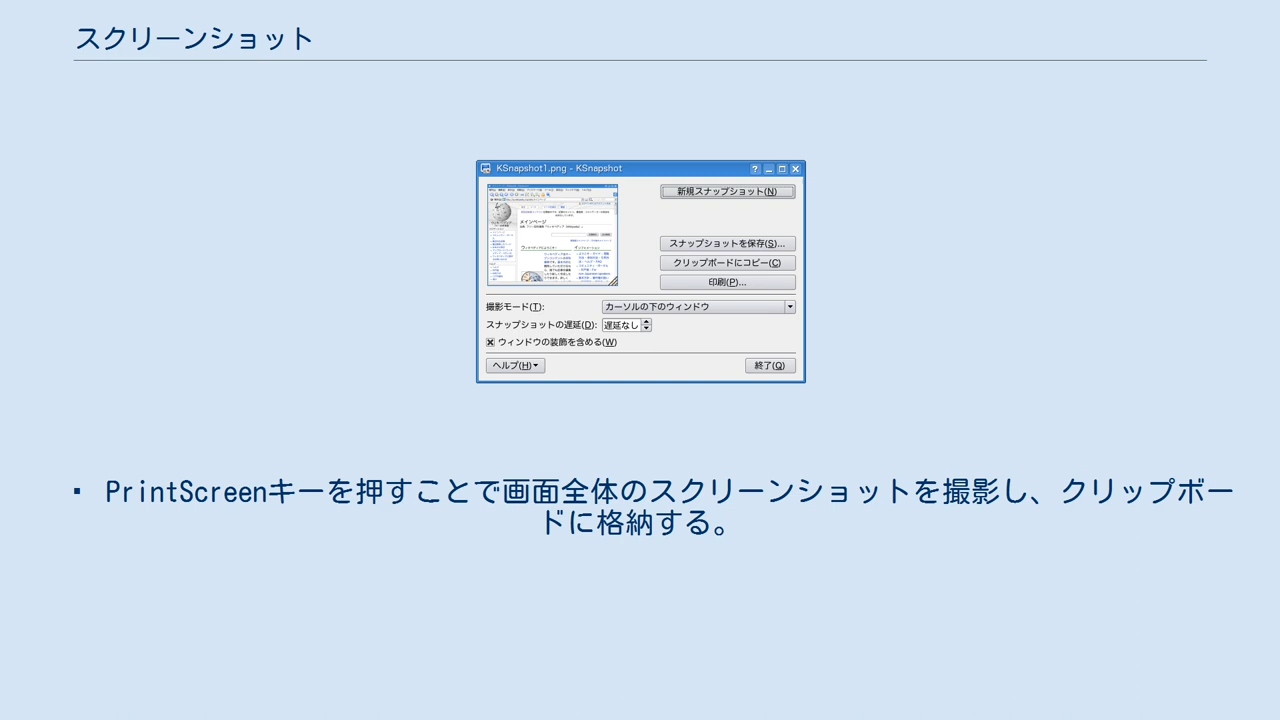 スクリーンショット
KSnapshot1.png - KSnapshot
新規スナップショット(N)
メインページ
スナップショットを保存(S)...
クリップボードにコピー(C)
印刷(P)...
撮影モード(T):
カーソルの下のウィンドウ
スナップショットの遅延(D):
遅延なし
ウィンドウの装飾を含める(W)
ヘルプ(H)
終了(Q)
▪ PrintScreenキーを押すことで画面全体のスクリーンショットを撮影し、クリップボー
ドに格納する。